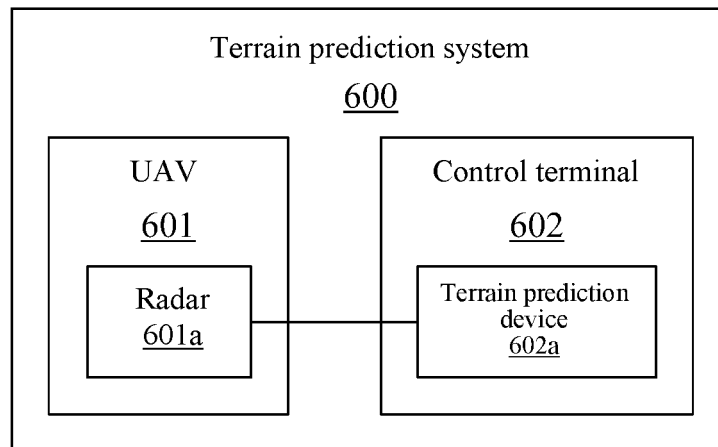 Terrain prediction system
600
UAV
601
Radar
601a
Control terminal
602
Terrain prediction
device
602a